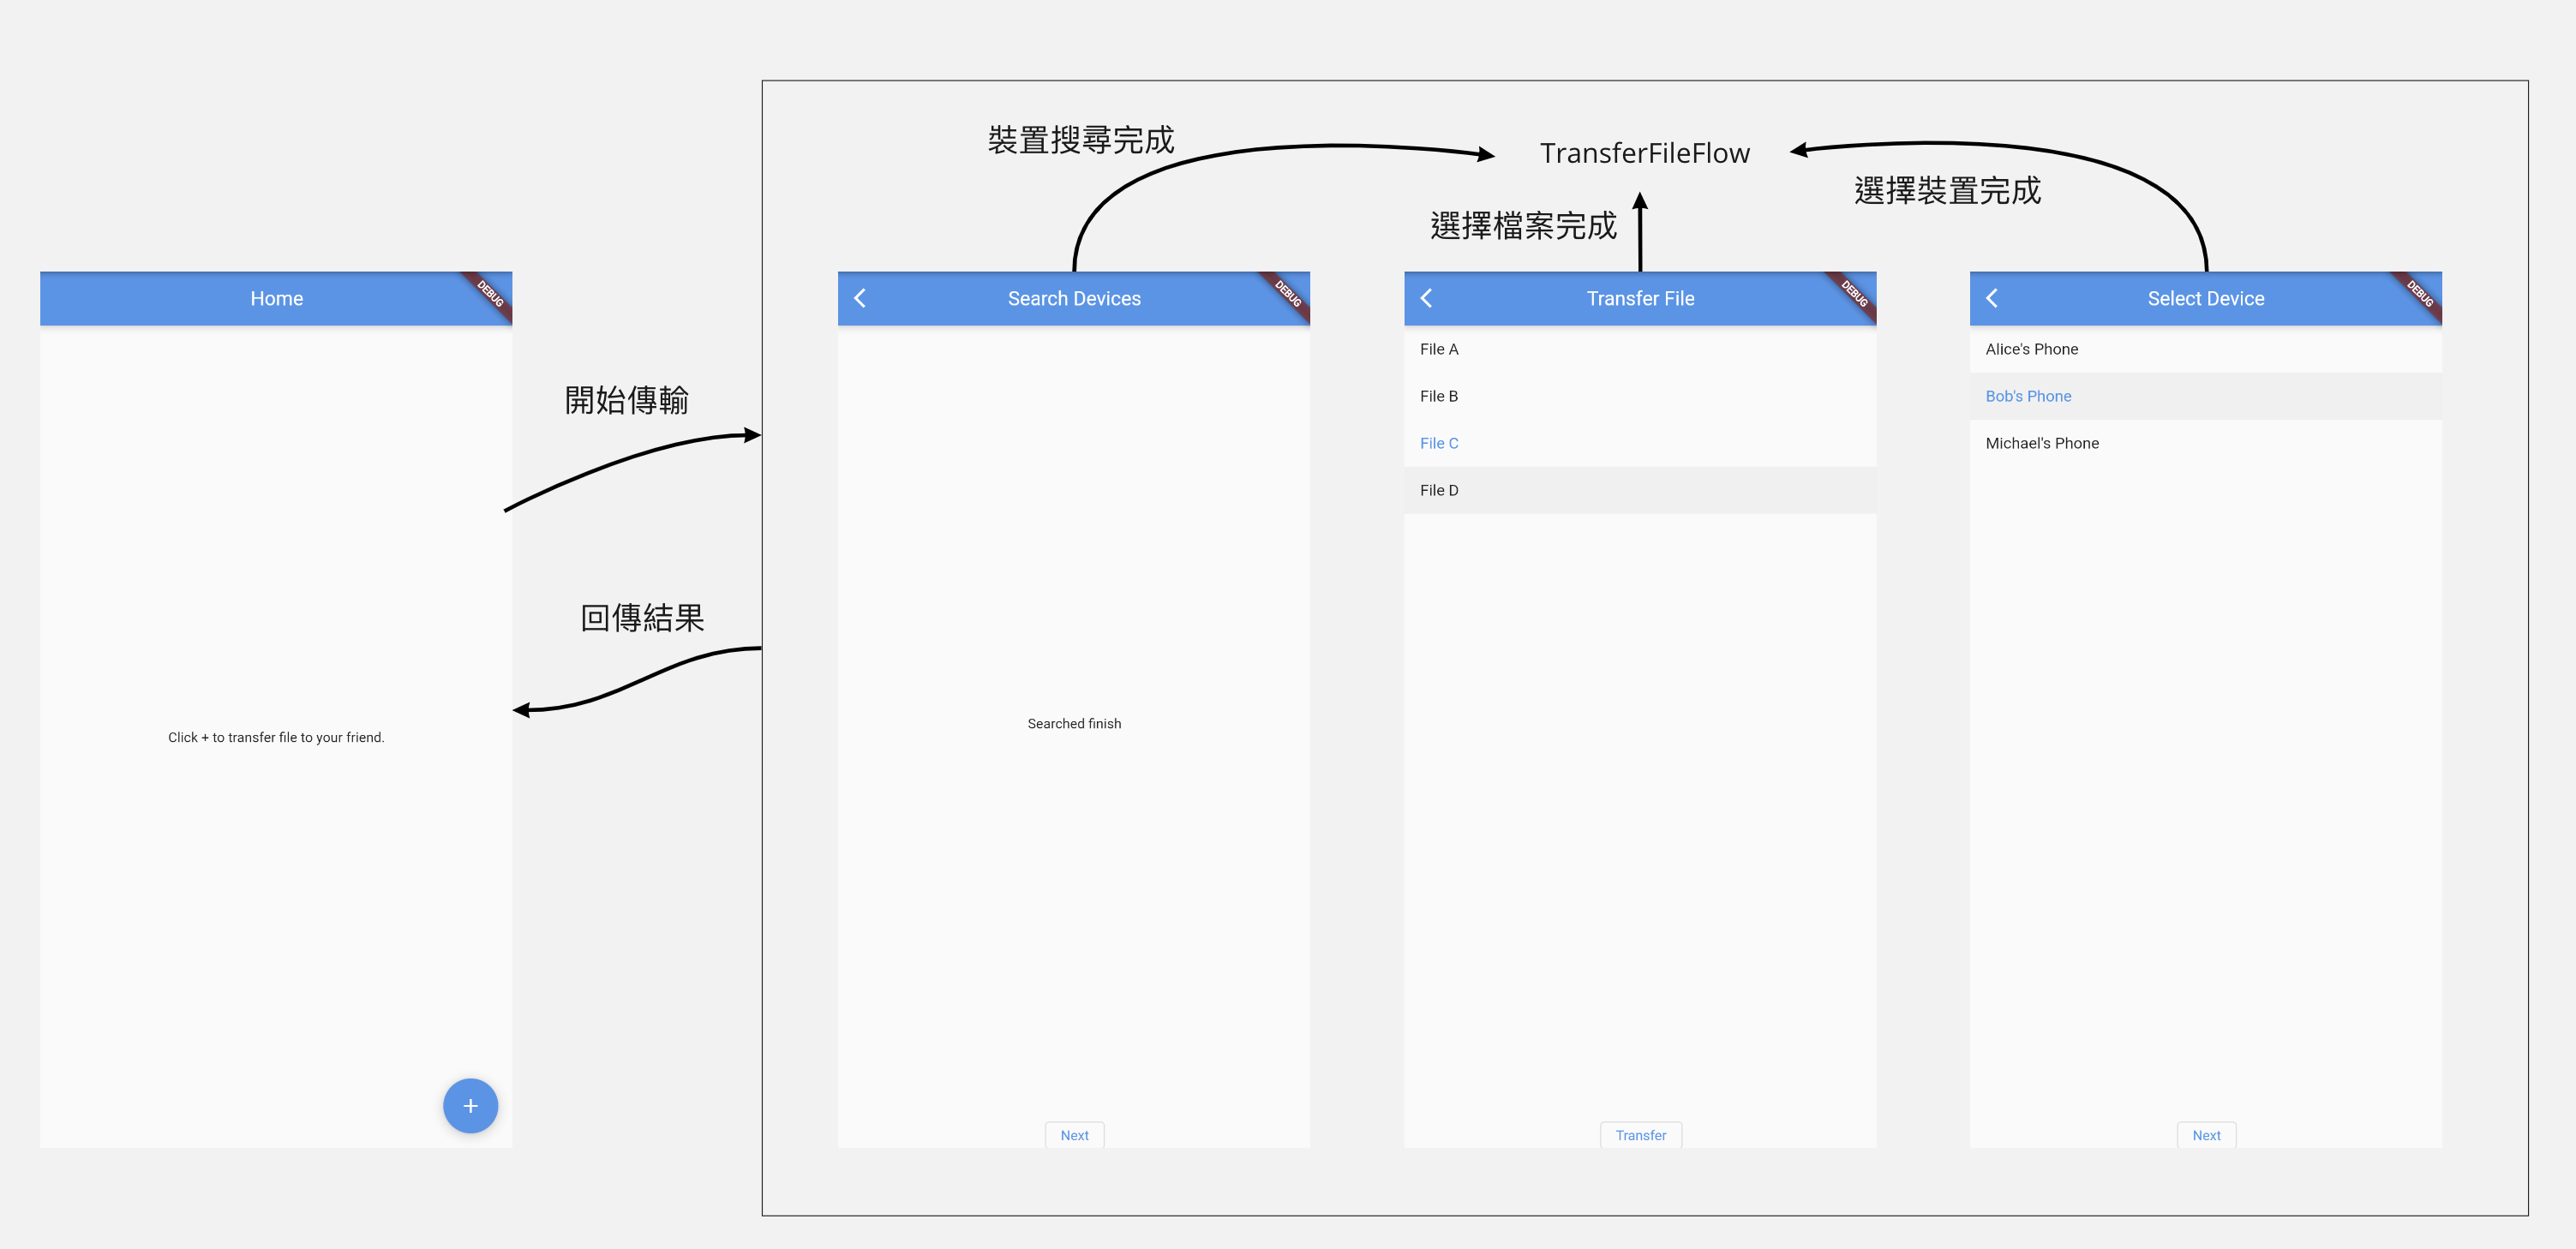 Home
DEBUG
Click + to transfer file to your friend.
+
開始傳輸
回傳結果
裝置搜尋完成
TransferFileFlow
選擇檔案完成
選擇裝置完成
Search Devices
DEBUG
Searched finish
Next
Transfer File
DEBUG
File A
File B
File C
File D
Transfer
Select Device
DEBUG
Alice's Phone
Bob's Phone
Michael's Phone
Next